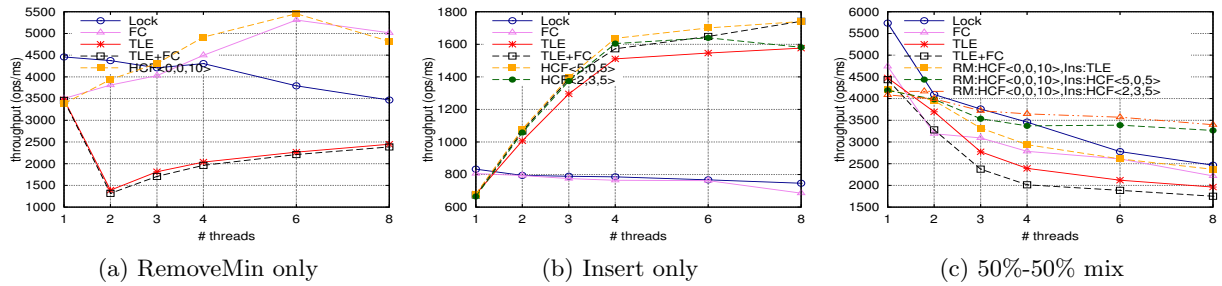 throughput (ops/ms)
5500
5000
4500
4000
3500
3000
2500
2000
1500
1000
1 2 3 4 6 8
# threads
Lock
FC
TLE
TLE+FC
HCF<0,0,10>
(a) RemoveMin only
throughput (ops/ms)
1800
1600
1400
1200
1000
800
600
1 2 3 4 6 8
# threads
Lock
FC
TLE
TLE+FC
HCF<5,0,5>
HCF<2,3,5>
(b) Insert only
throughput (ops/ms)
6000
5500
5000
4500
4000
3500
3000
2500
2000
1500
1 2 3 4 6 8
# threads
Lock
FC
TLE
TLE+FC
RM:HCF<0,0,10>,Ins:TLE
RM:HCF<0,0,10>,Ins:HCF<5,0,5>
RM:HCF<0,0,10>,Ins:HCF<2,3,5>
(c) 50%-50% mix